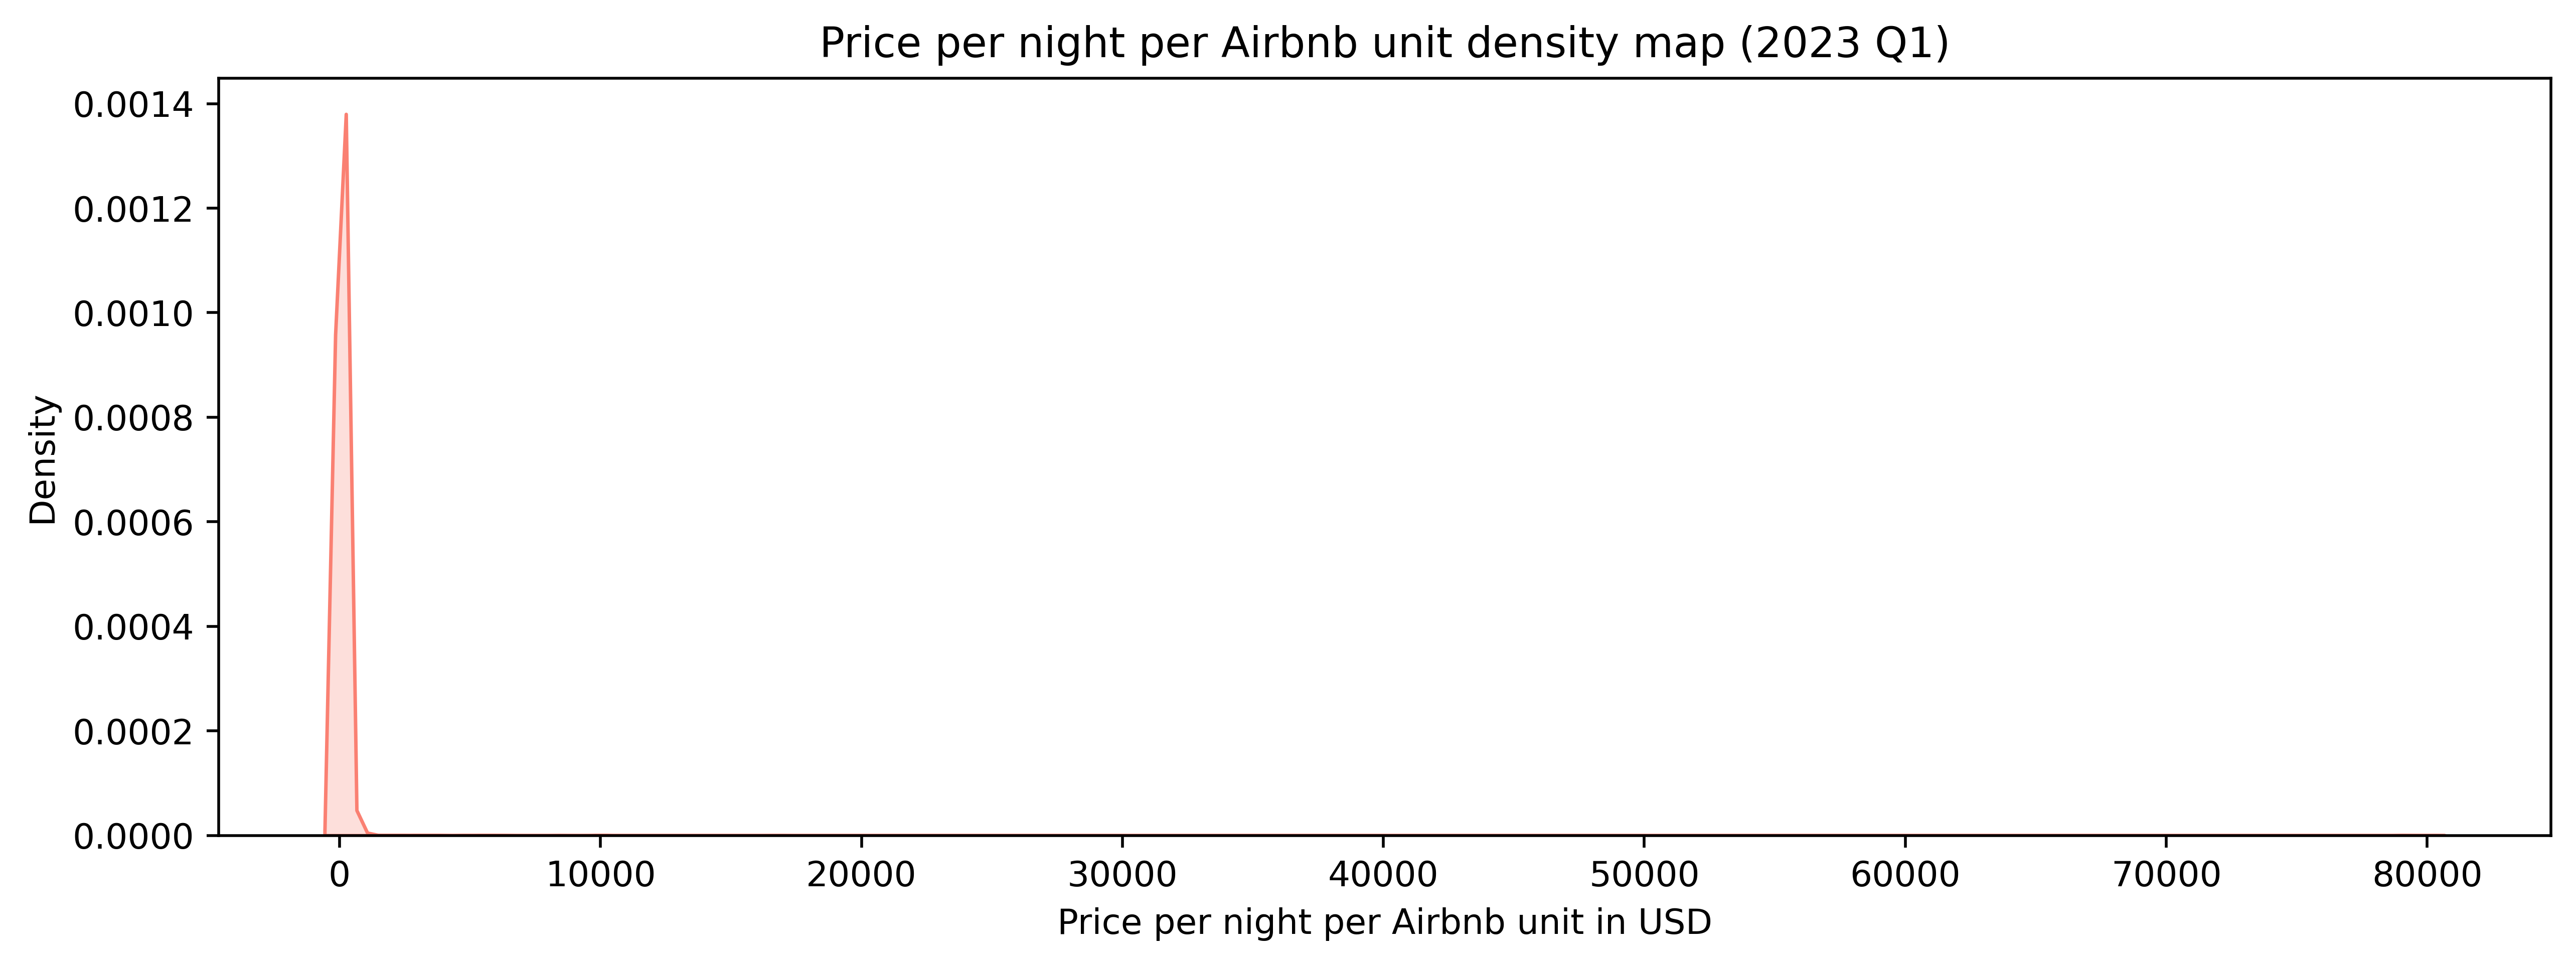 Price per night per Airbnb unit density map (2023 Q1)
0.0014
0.0012
0.0010
0.0008
0.0006
0.0004
0.0002
0.0000
Density
0 10000 20000 30000 40000 50000 60000 70000 80000
Price per night per Airbnb unit in USD